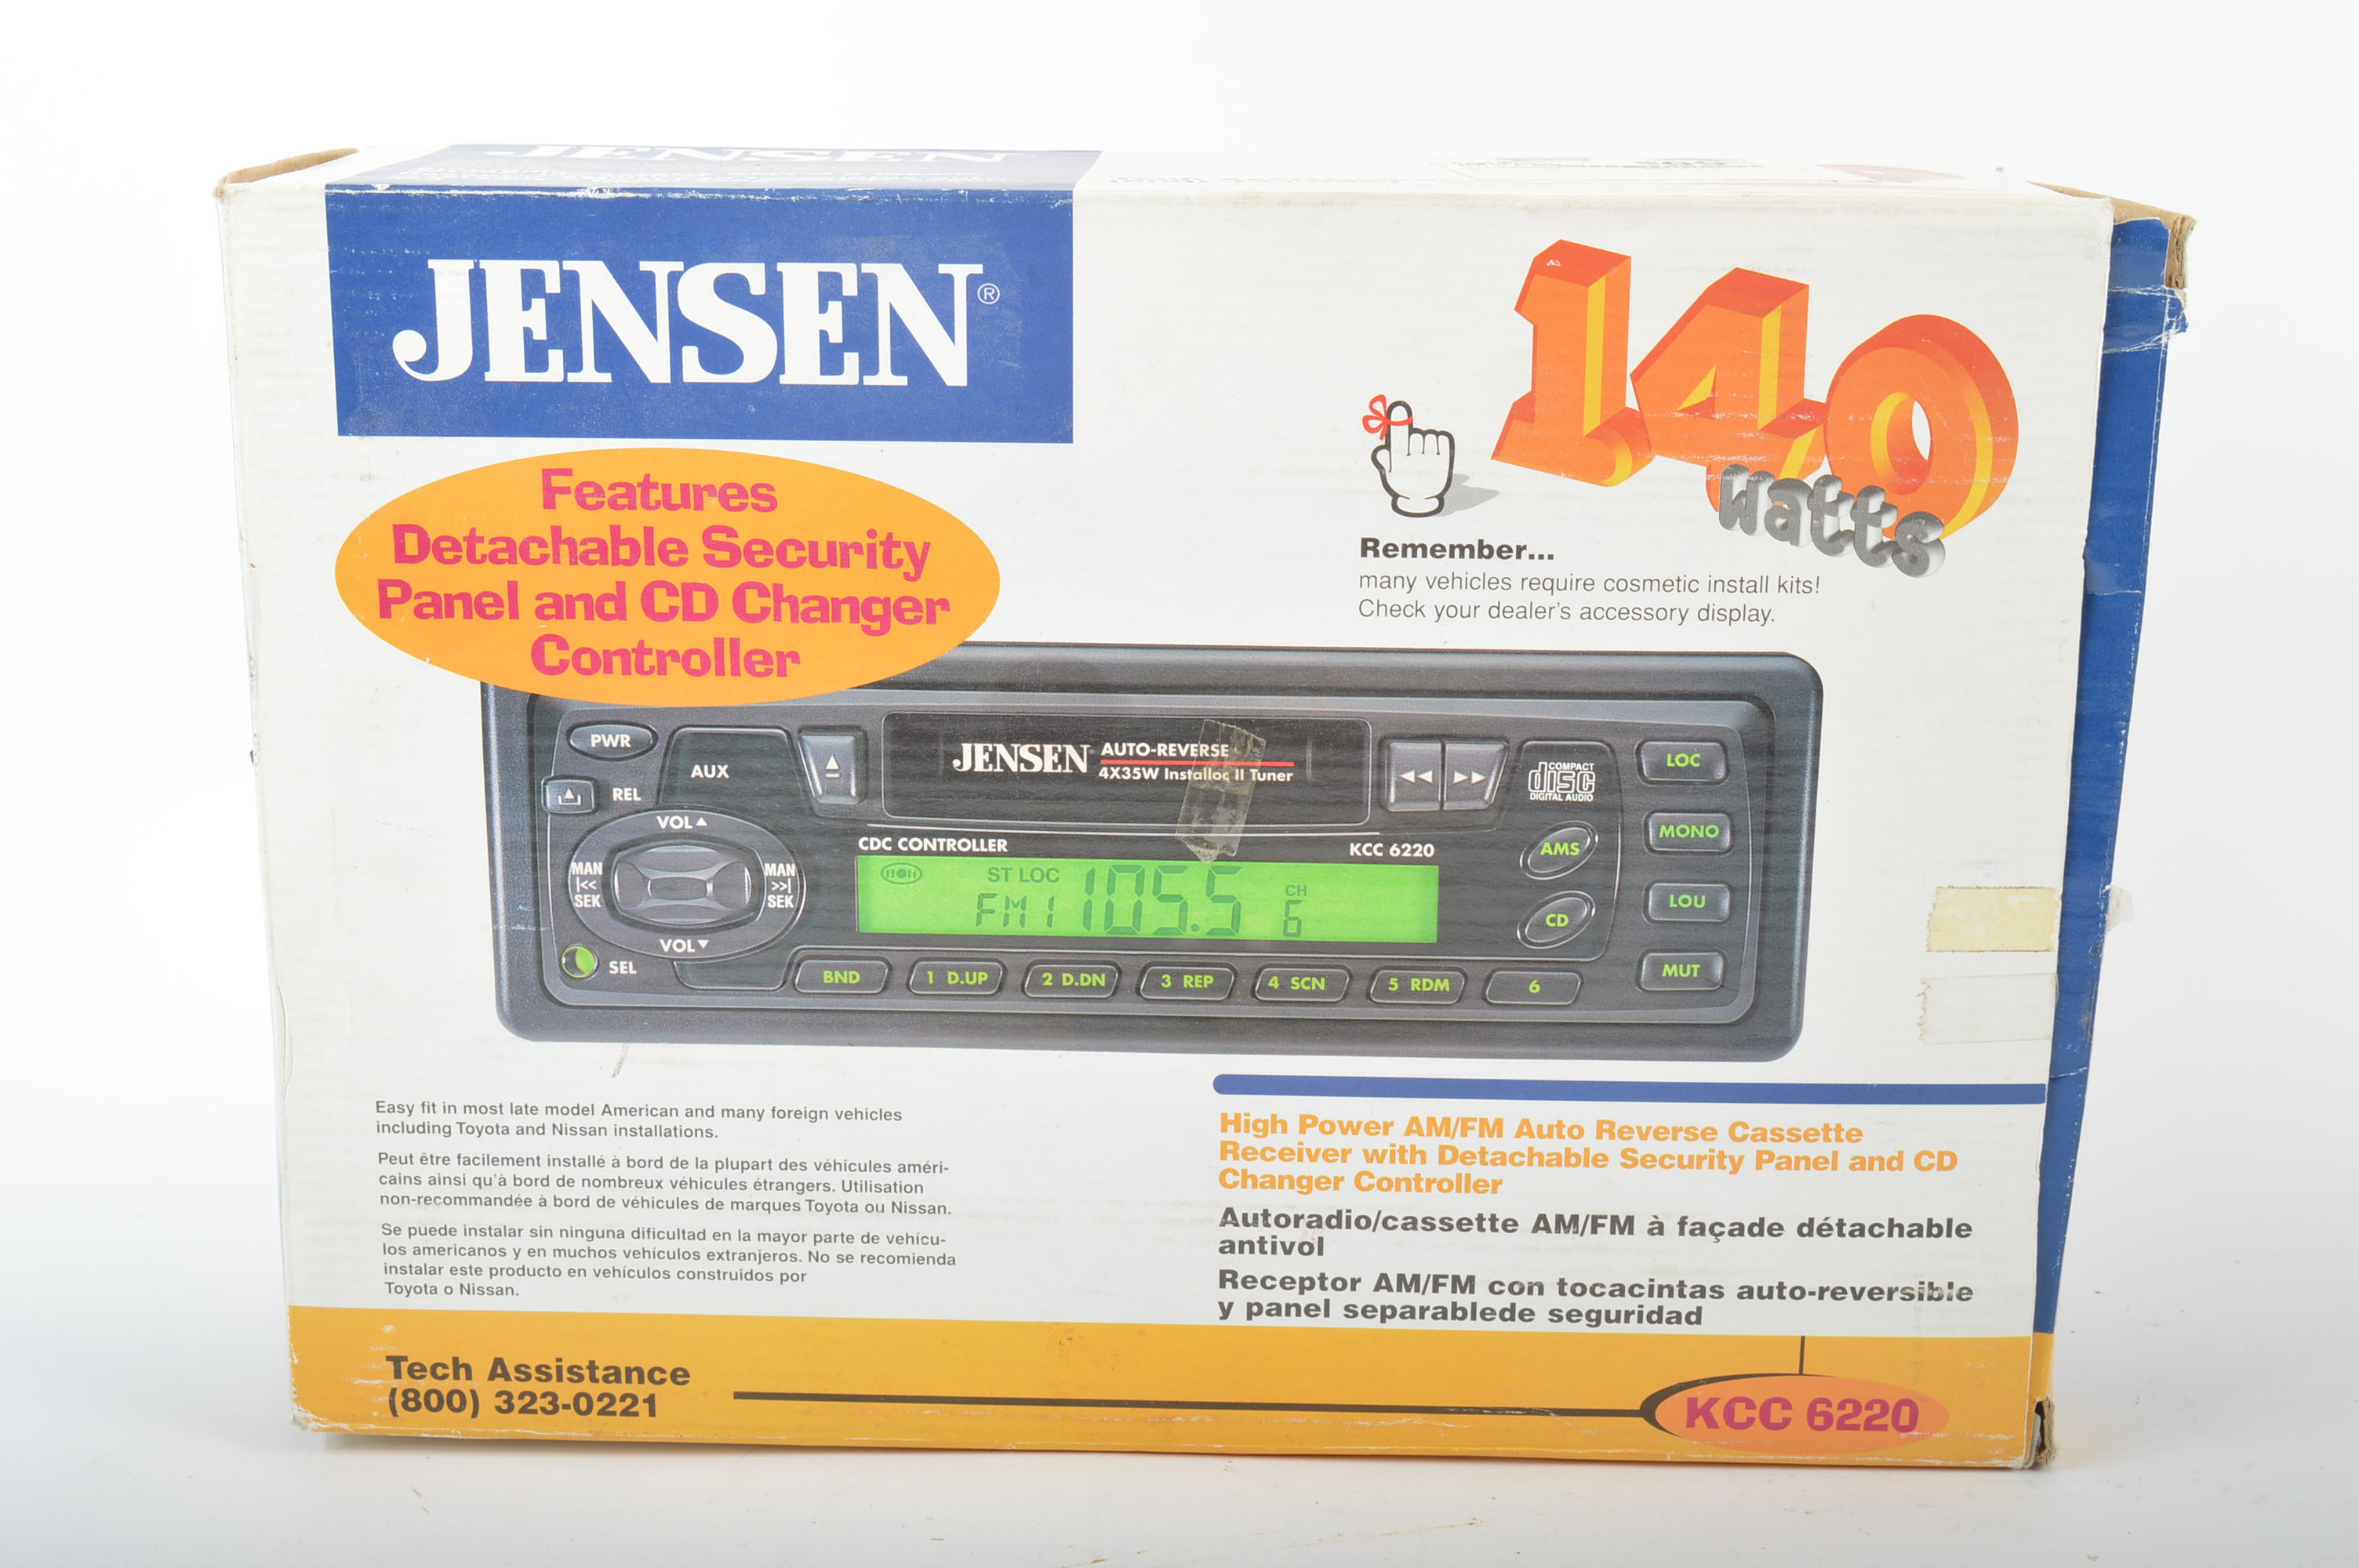 JENSEN
JENSEN®
140
Watts
Features
Detachable Security
Panel and CD Changer
Controller
Remember...
many vehicles require cosmetic install kits!
Check your dealer's accessory display.
PWR
AUX
REL
JENSEN AUTO-REVERSE
4X35W Installoc II Tuner
COMPACT
disc
DIGITAL AUDIO
LOC
VOL▲
CDC CONTROLLER
KCC 6220
AMS
MONO
MAN
|<<
SEK
MAN
>>|
SEK
ST LOC
FM1 105.5
CH
6
CD
LOU
VOL▼
SEL
BND
1 D.UP
2 D.DN
3 REP
4 SCN
5 RDM
6
MUT
Easy fit in most late model American and many foreign vehicles
including Toyota and Nissan installations.
Peut être facilement installé à bord de la plupart des véhicules améri-
cains ainsi qu'à bord de nombreux véhicules étrangers. Utilisation
non-recommandée à bord de véhicules de marques Toyota ou Nissan.
Se puede instalar sin ninguna dificultad en la mayor parte de vehícu-
los americanos y en muchos vehículos extranjeros. No se recomienda
instalar este producto en vehículos construidos por
Toyota o Nissan.
High Power AM/FM Auto Reverse Cassette
Receiver with Detachable Security Panel and CD
Changer Controller
Autoradio/cassette AM/FM à façade détachable
antivol
Receptor AM/FM con tocacintas auto-reversible
y panel separablede seguridad
Tech Assistance
(800) 323-0221
KCC 6220